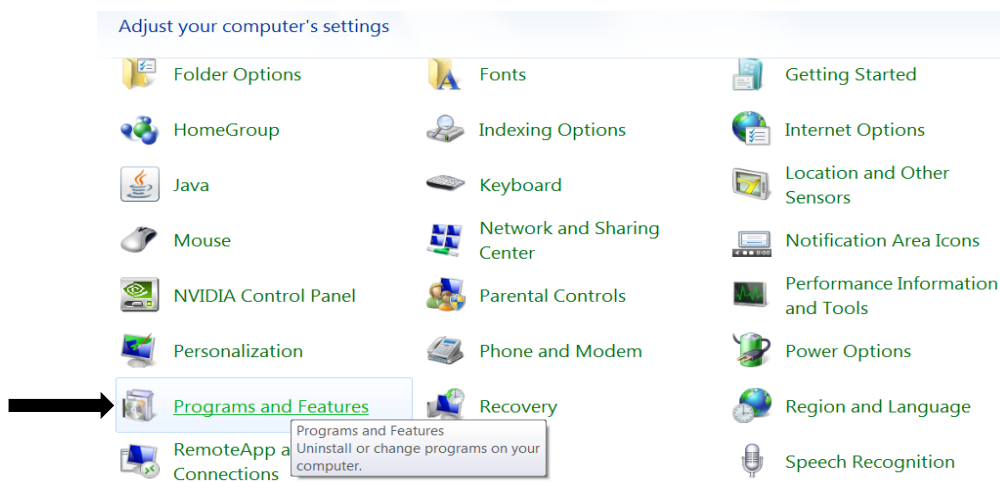 Adjust your computer's settings
Folder Options
Fonts
Getting Started
HomeGroup
Indexing Options
Internet Options
Java
Keyboard
Location and Other
Sensors
Mouse
Network and Sharing
Center
Notification Area Icons
NVIDIA Control Panel
Parental Controls
Performance Information
and Tools
Personalization
Phone and Modem
Power Options
Programs and Features
Recovery
Region and Language
Programs and Features
Uninstall or change programs on your
computer.
RemoteApp a
Connections
Speech Recognition